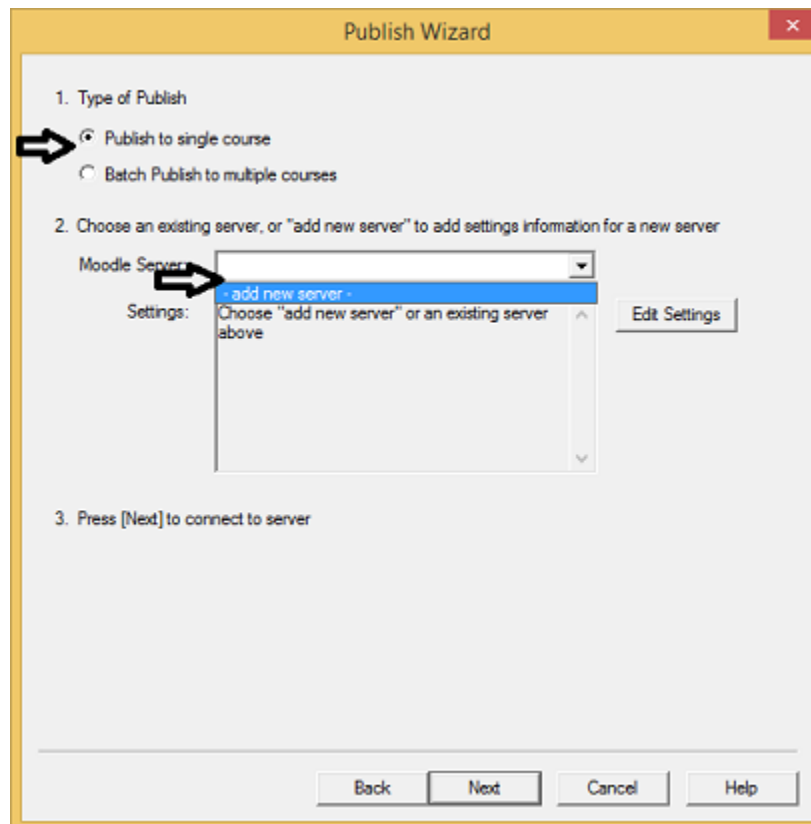 Publish Wizard
1. Type of Publish
Publish to single course
Batch Publish to multiple courses
2. Choose an existing server, or "add new server" to add settings information for a new server
Moodle Server:
- add new server -
Settings:
Choose "add new server" or an existing server
above
Edit Settings
3. Press [Next] to connect to server
Back
Next
Cancel
Help